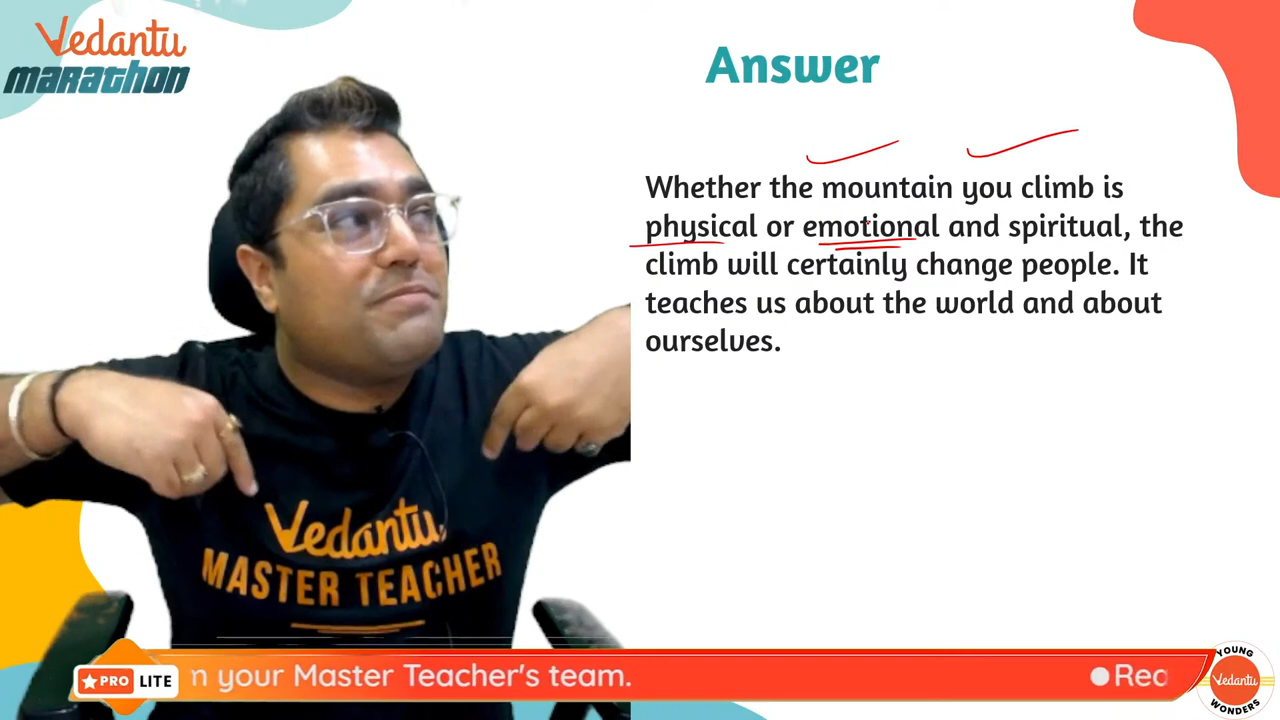 Vedantu
marathon
Answer
Whether the mountain you climb is
physical or emotional and spiritual, the
climb will certainly change people. It
teaches us about the world and about
ourselves.
Vedantu
MASTER TEACHER
PRO LITE
n your Master Teacher's team.
Rea
YOUNG
Vedantu
WONDERS